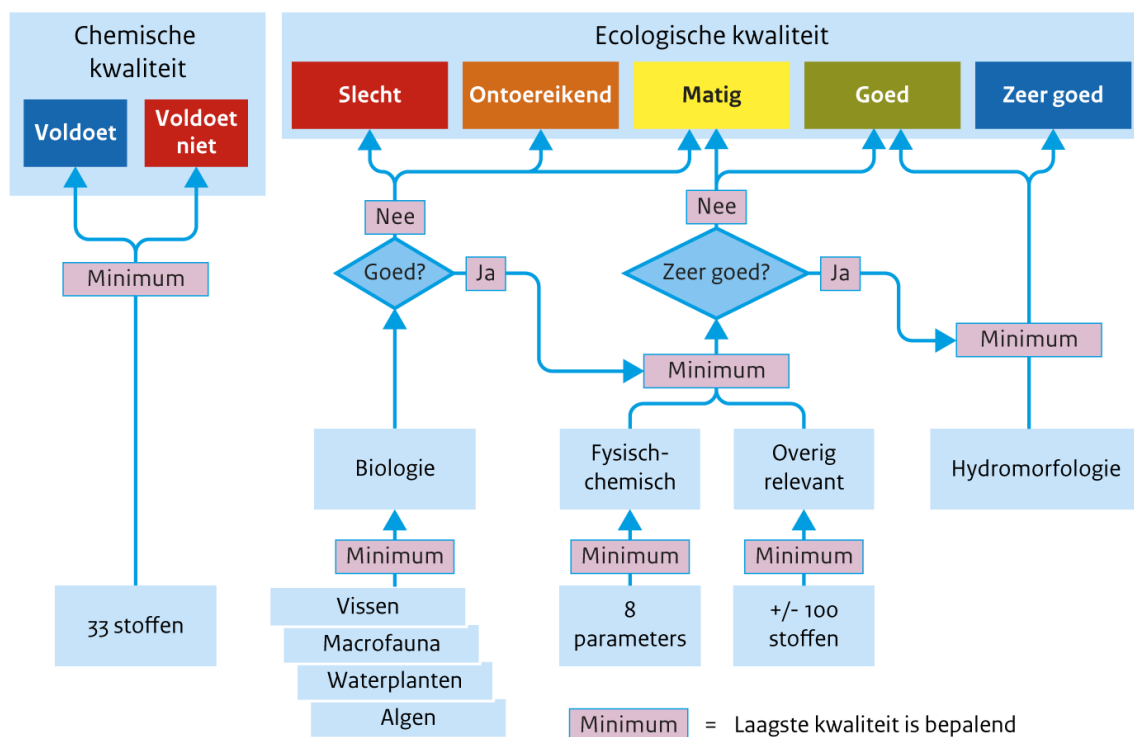 Chemische
kwaliteit
Voldoet
Voldoet
niet
Minimum
33 stoffen
Ecologische kwaliteit
Slecht
Ontoereikend
Matig
Goed
Zeer goed
Nee
Nee
Goed?
Ja
Zeer goed?
Ja
Minimum
Minimum
Biologie
Fysisch-
chemisch
Overig
relevant
Hydromorfologie
Minimum
Minimum
Minimum
Vissen
Macrofauna
Waterplanten
Algen
8
parameters
+/- 100
stoffen
Minimum = Laagste kwaliteit is bepalend